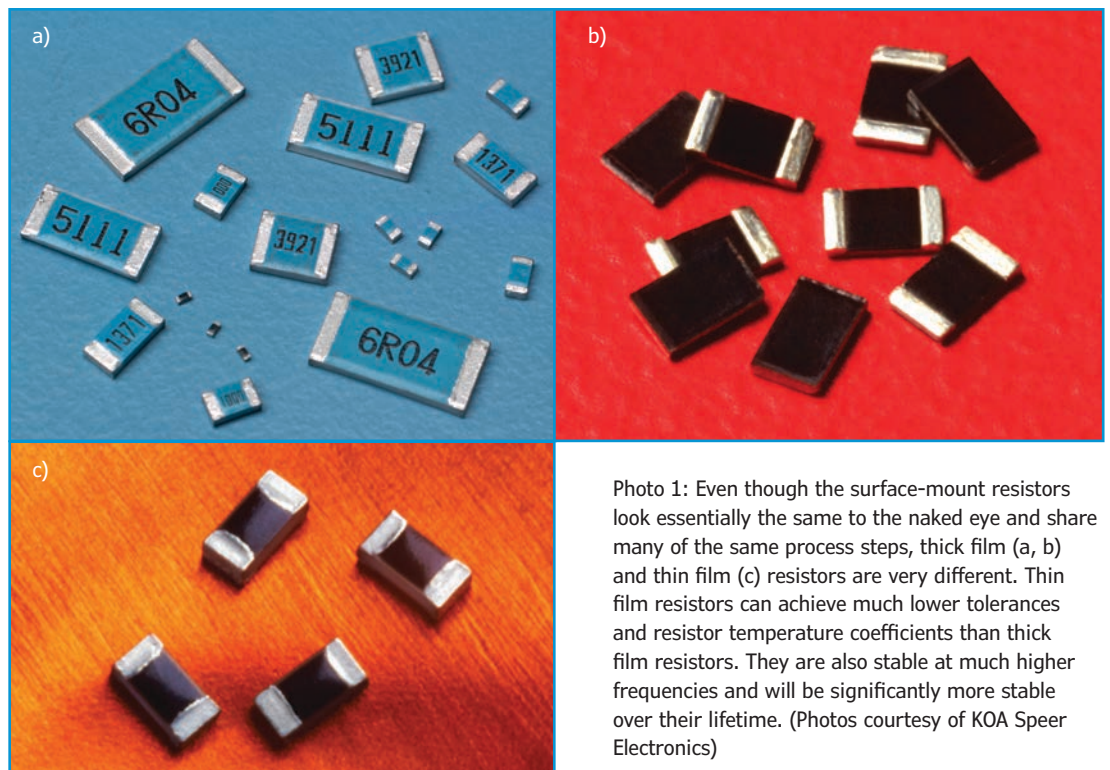 a)
3921
6R04
5111
1371
000
5111
3921
1371
6R04
b)
c)
Photo 1: Even though the surface-mount resistors
look essentially the same to the naked eye and share
many of the same process steps, thick film (a, b)
and thin film (c) resistors are very different. Thin
film resistors can achieve much lower tolerances
and resistor temperature coefficients than thick
film resistors. They are also stable at much higher
frequencies and will be significantly more stable
over their lifetime. (Photos courtesy of KOA Speer
Electronics)